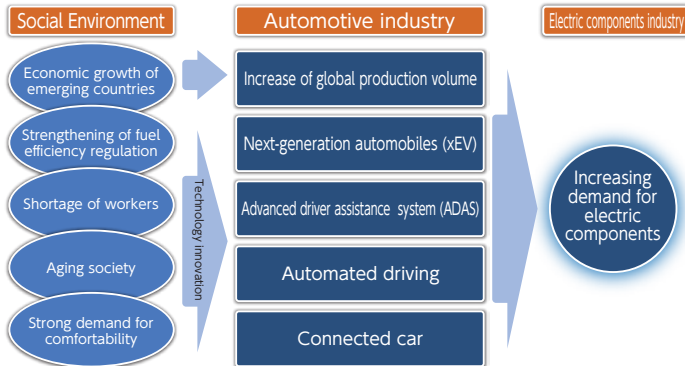 Social Environment
Automotive industry
Electric components industry
Economic growth of
emerging countries
Strengthening of fuel
efficiency regulation
Shortage of workers
Aging society
Strong demand for
comfortability
Technology innovation
Increase of global production volume
Next-generation automobiles (xEV)
Advanced driver assistance system (ADAS)
Automated driving
Connected car
Increasing
demand for
electric
components